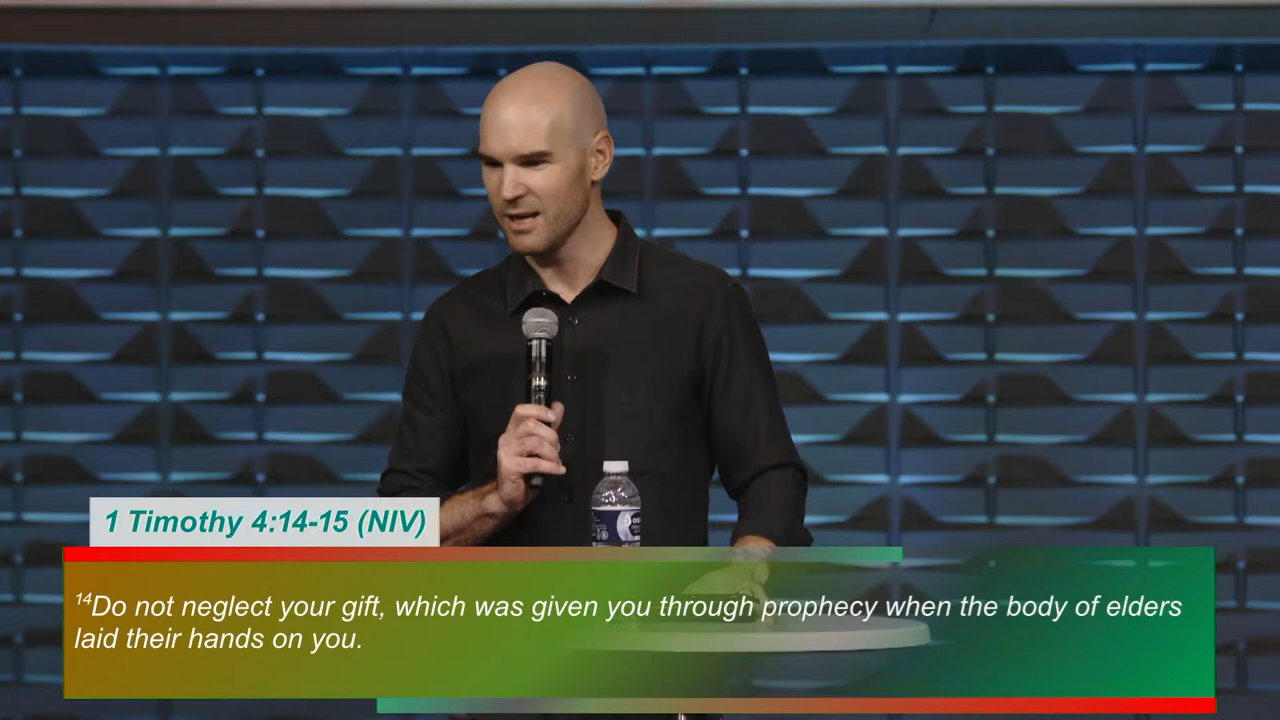 1 Timothy 4:14-15 (NIV)
¹⁴Do not neglect your gift, which was given you through prophecy when the body of elders
laid their hands on you.